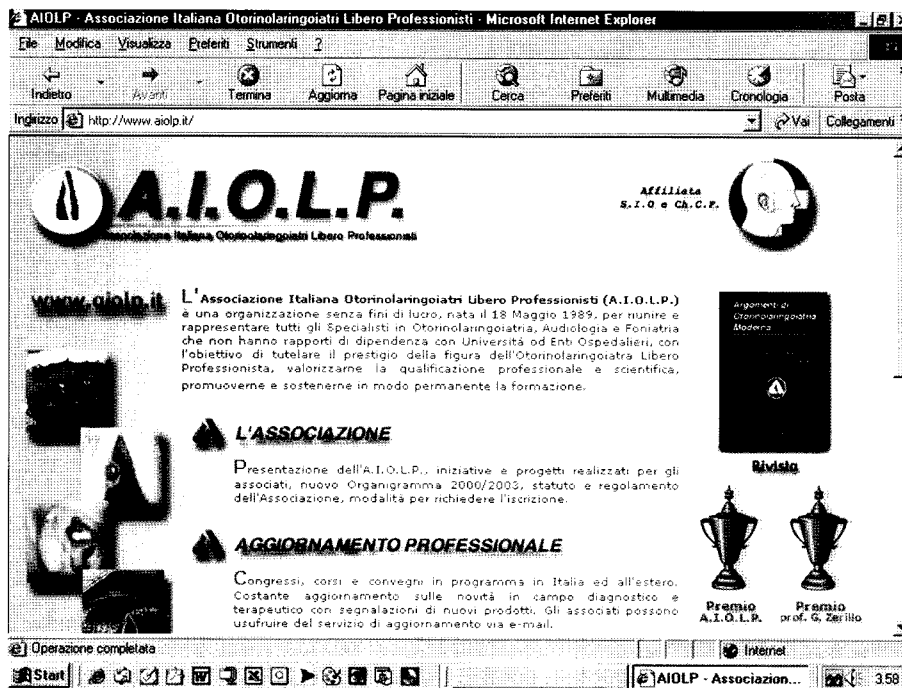 AIOLP - Associazione Italiana Otorinolaringoiatri Libero Professionisti - Microsoft Internet Explorer
File Modifica Visualizza Preferiti Strumenti ?
Indietro Avanti Termina Aggiorna Pagina iniziale Cerca Preferiti Multimedia Cronologia Posta
Indirizzo http://www.aiolp.it/ Vai Collegamenti
A.I.O.L.P.
Associazione Italiana Otorinolaringoiatri Libero Professionisti
Affiliata
S.I.O e Ch.C.F.
www.aiolp.it
L'Associazione Italiana Otorinolaringoiatri Libero Professionisti (A.I.O.L.P.)
è una organizzazione senza fini di lucro, nata il 18 Maggio 1989, per riunire e
rappresentare tutti gli Specialisti in Otorinolaringoiatria, Audiologia e Foniatria
che non hanno rapporti di dipendenza con Università od Enti Ospedalieri, con
l'obiettivo di tutelare il prestigio della figura dell'Otorinolaringoiatra Libero
Professionista, valorizzarne la qualificazione professionale e scientifica,
promuoverne e sostenerne in modo permanente la formazione.
Argomenti di
Otorinolaringoiatria
Moderna
Rivista
L'ASSOCIAZIONE
Presentazione dell'A.I.O.L.P., iniziative e progetti realizzati per gli
associati, nuovo Organigramma 2000/2003, statuto e regolamento
dell'Associazione, modalità per richiedere l'iscrizione.
AGGIORNAMENTO PROFESSIONALE
Congressi, corsi e convegni in programma in Italia ed all'estero.
Costante aggiornamento sulle novità in campo diagnostico e
terapeutico con segnalazioni di nuovi prodotti. Gli associati possono
usufruire del servizio di aggiornamento via e-mail.
Premio
A.I.O.L.P.
Premio
prof. G. Zerillo
Operazione completata Internet
Start AIOLP - Associazion... 3.58